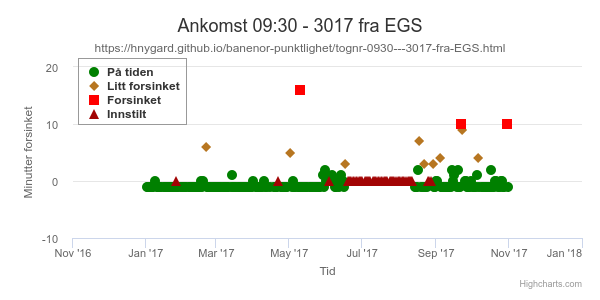 Ankomst 09:30 - 3017 fra EGS
https://hnygard.github.io/banenor-punktlighet/tognr-0930---3017-fra-EGS.html
På tiden
Litt forsinket
Forsinket
Innstilt
Minutter forsinket
20
10
0
-10
Nov '16
Jan '17
Mar '17
May '17
Jul '17
Sep '17
Nov '17
Jan '18
Tid
Highcharts.com